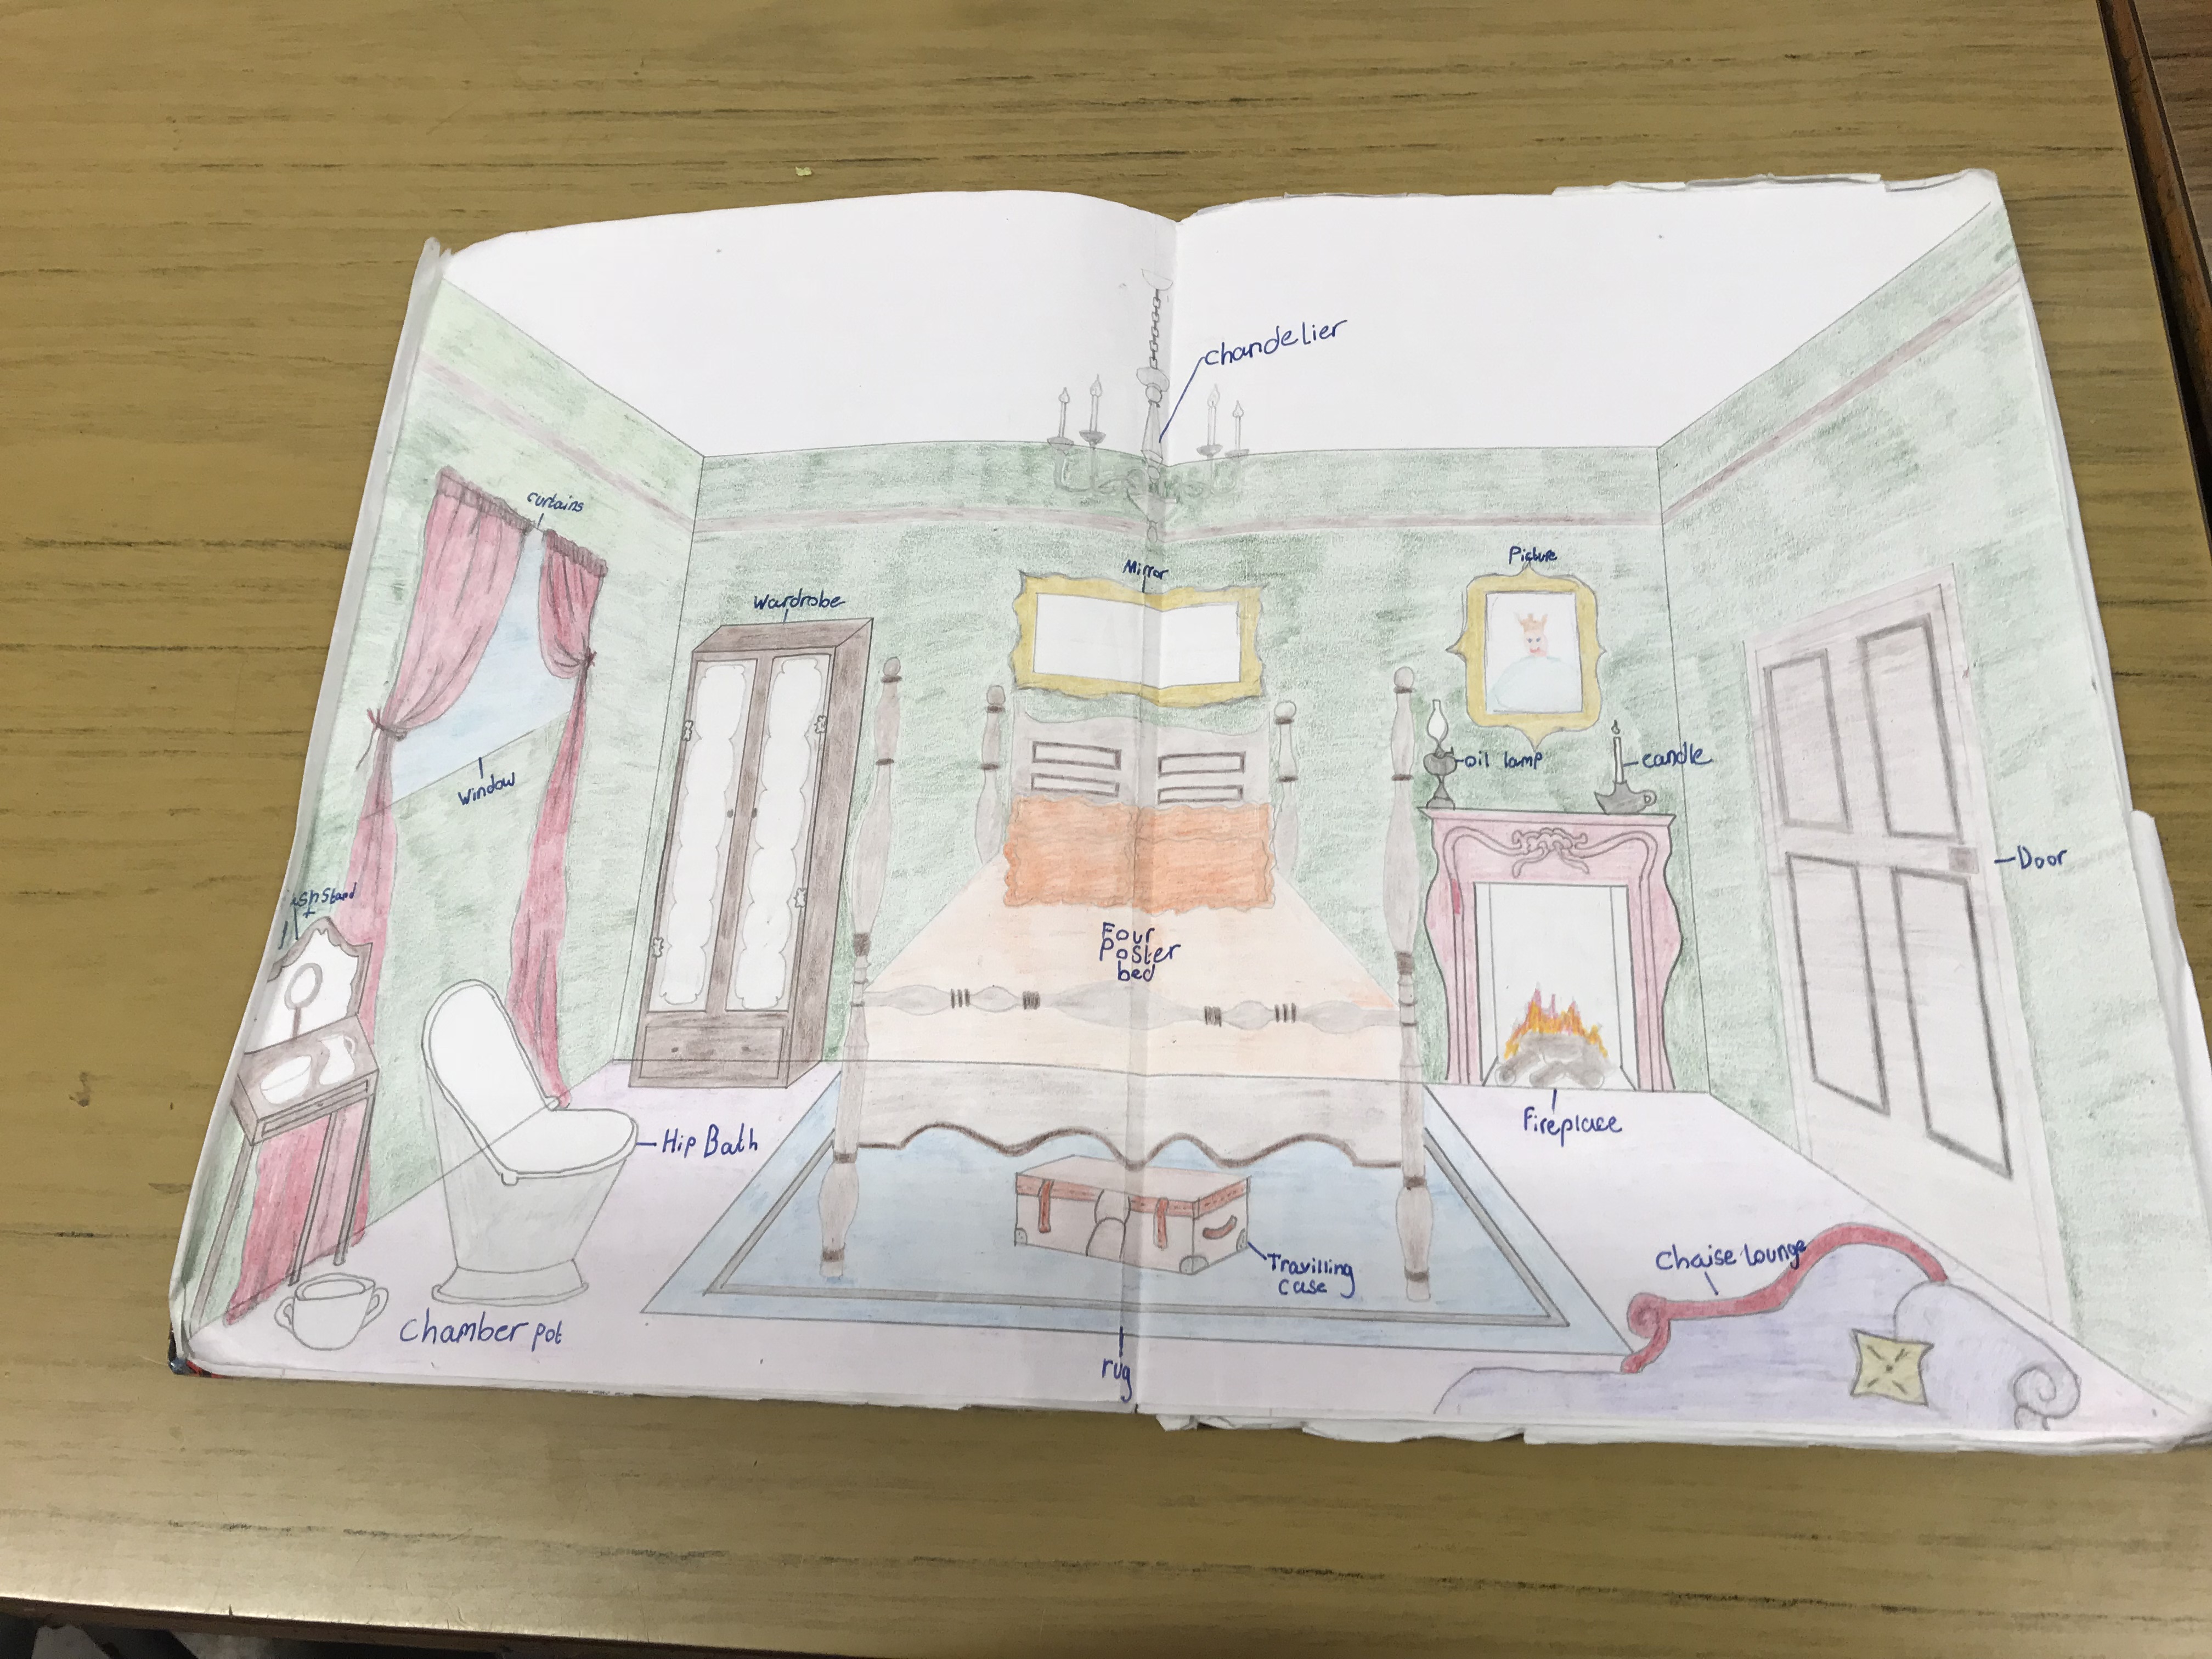 chandelier
curtains
Mirror
Picture
Wardrobe
oil lamp
candle
Window
Door
Four
Poster
bed
Fireplace
Hip Bath
Chaise lounge
Travilling
case
Chamber pot
rug